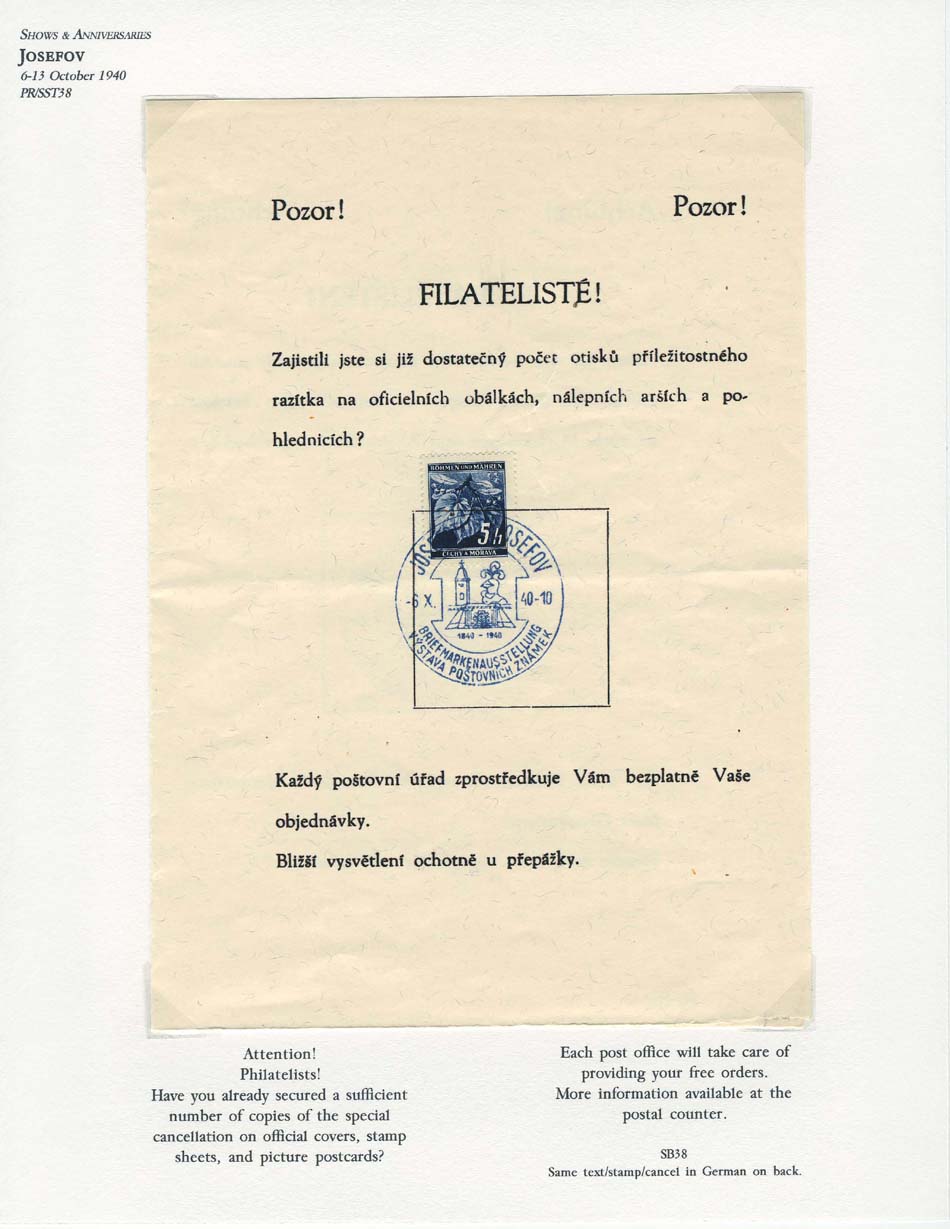 SHOWS & ANNIVERSARIES
JOSEFOV
6-13 October 1940
PR/SST38
Pozor! Pozor!
FILATELISTÉ!
Zajistili jste si již dostatečný počet otisků příležitostného
razítka na oficielních obálkách, nálepních arších a po-
hlednicích?
BÖHMEN UND MÄHREN
5 h
ČECHY A MORAVA
JOSEFOV
-6 X. 40-10
1840 - 1940
BRIEFMARKENAUSSTELLUNG
VÝSTAVA POŠTOVNÍCH ZNÁMEK
Každý poštovní úřad zprostředkuje Vám bezplatně Vaše
objednávky.
Bližší vysvětlení ochotně u přepážky.
Attention!
Philatelists!
Have you already secured a sufficient
number of copies of the special
cancellation on official covers, stamp
sheets, and picture postcards?
Each post office will take care of
providing your free orders.
More information available at the
postal counter.
SB38
Same text/stamp/cancel in German on back.